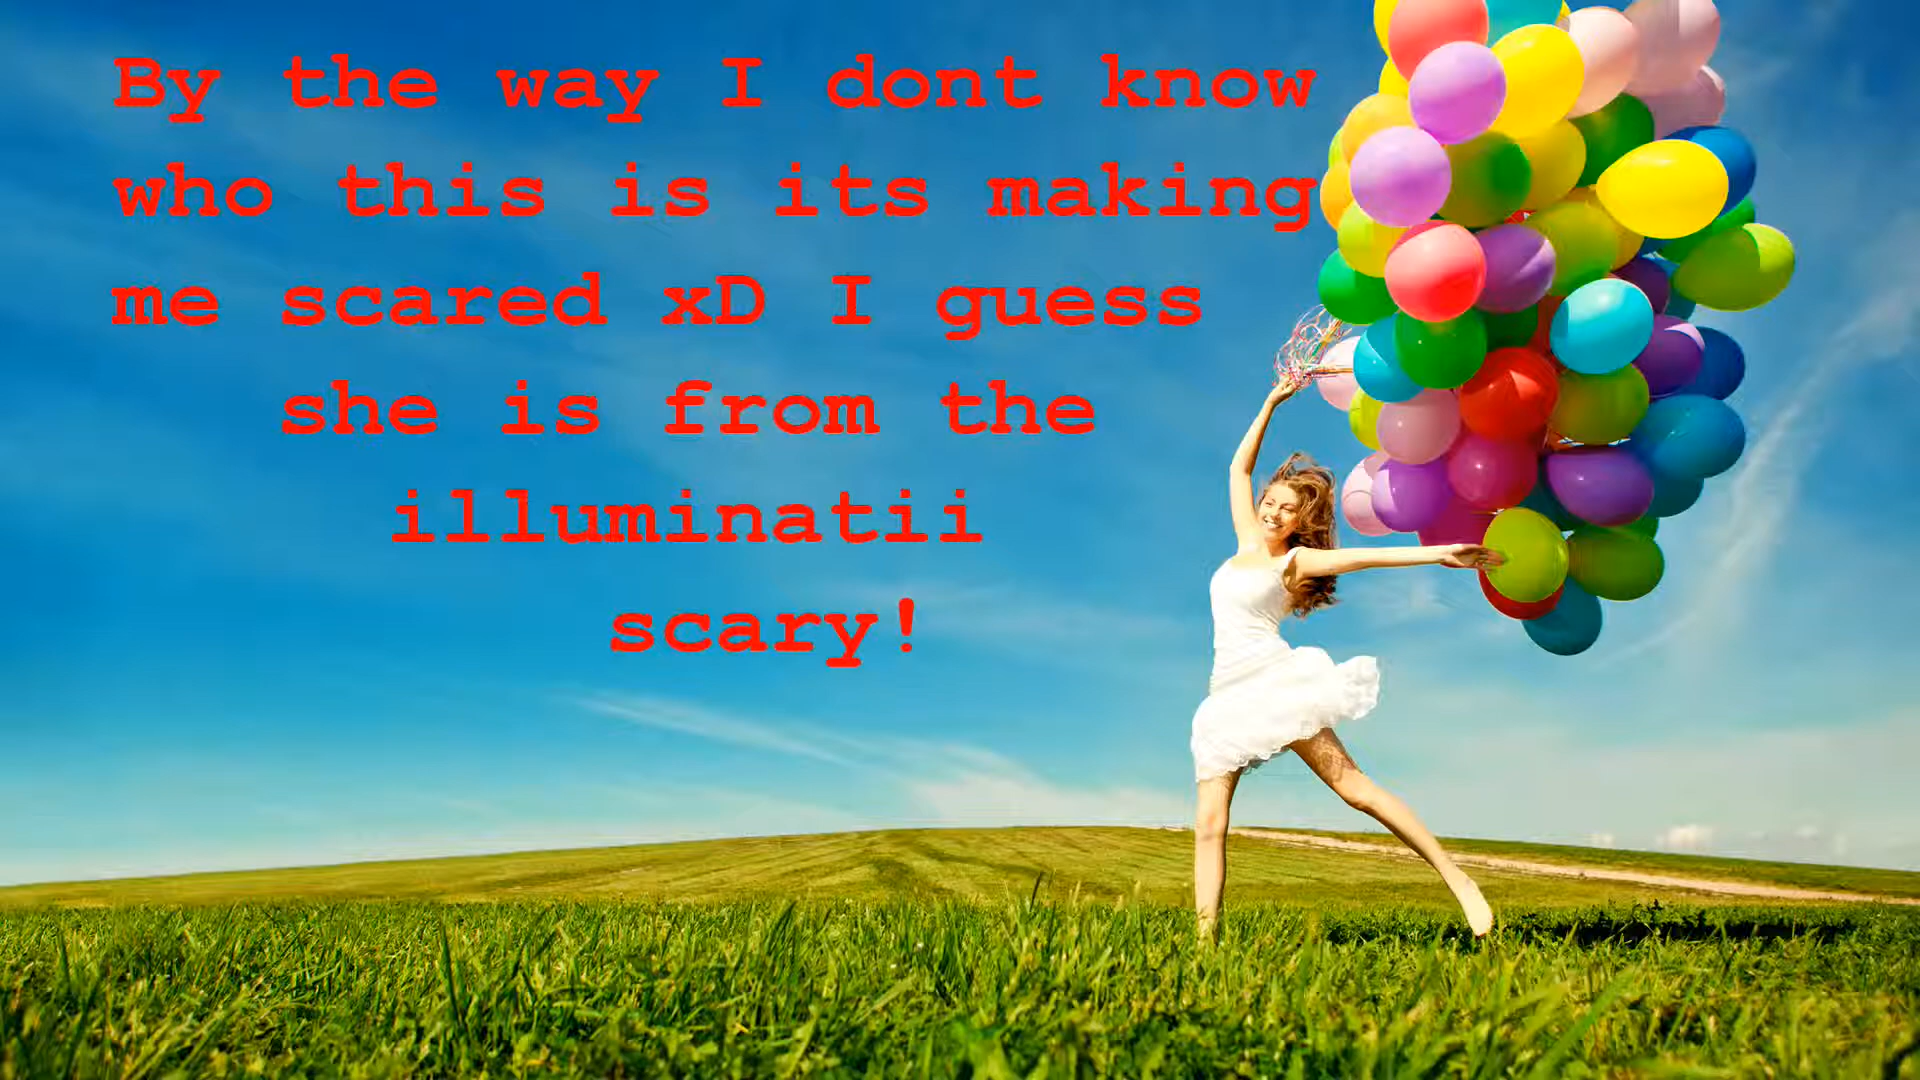 By the way I dont know
who this is its making
me scared xD I guess
she is from the
illuminatii
scary!